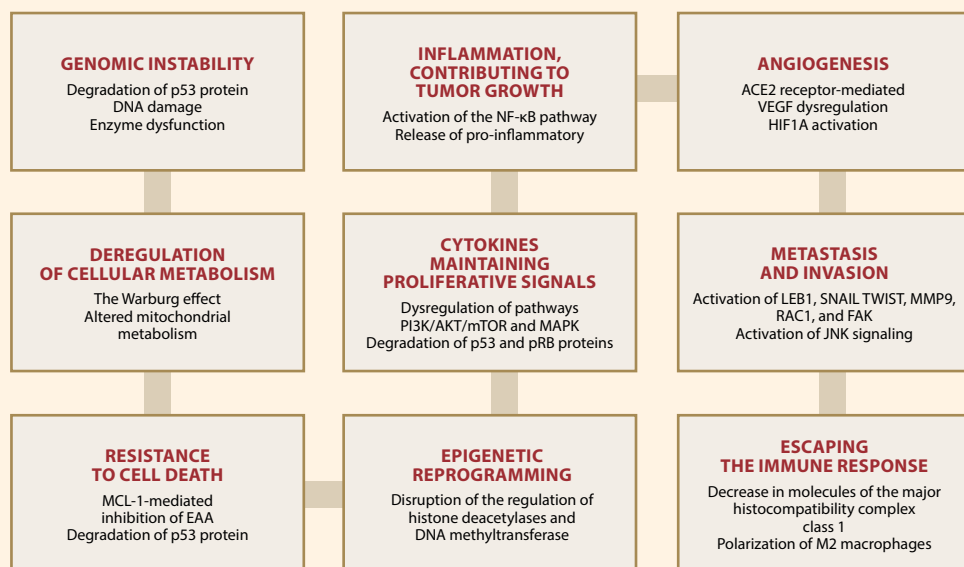 GENOMIC INSTABILITY
Degradation of p53 protein
DNA damage
Enzyme dysfunction
INFLAMMATION,
CONTRIBUTING TO
TUMOR GROWTH
Activation of the NF-κB pathway
Release of pro-inflammatory
ANGIOGENESIS
ACE2 receptor-mediated
VEGF dysregulation
HIF1A activation
DEREGULATION
OF CELLULAR METABOLISM
The Warburg effect
Altered mitochondrial
metabolism
CYTOKINES
MAINTAINING
PROLIFERATIVE SIGNALS
Dysregulation of pathways
PI3K/AKT/mTOR and MAPK
Degradation of p53 and pRB proteins
METASTASIS
AND INVASION
Activation of LEB1, SNAIL TWIST, MMP9,
RAC1, and FAK
Activation of JNK signaling
RESISTANCE
TO CELL DEATH
MCL-1-mediated
inhibition of EAA
Degradation of p53 protein
EPIGENETIC
REPROGRAMMING
Disruption of the regulation of
histone deacetylases and
DNA methyltransferase
ESCAPING
THE IMMUNE RESPONSE
Decrease in molecules of the major
histocompatibility complex
class 1
Polarization of M2 macrophages